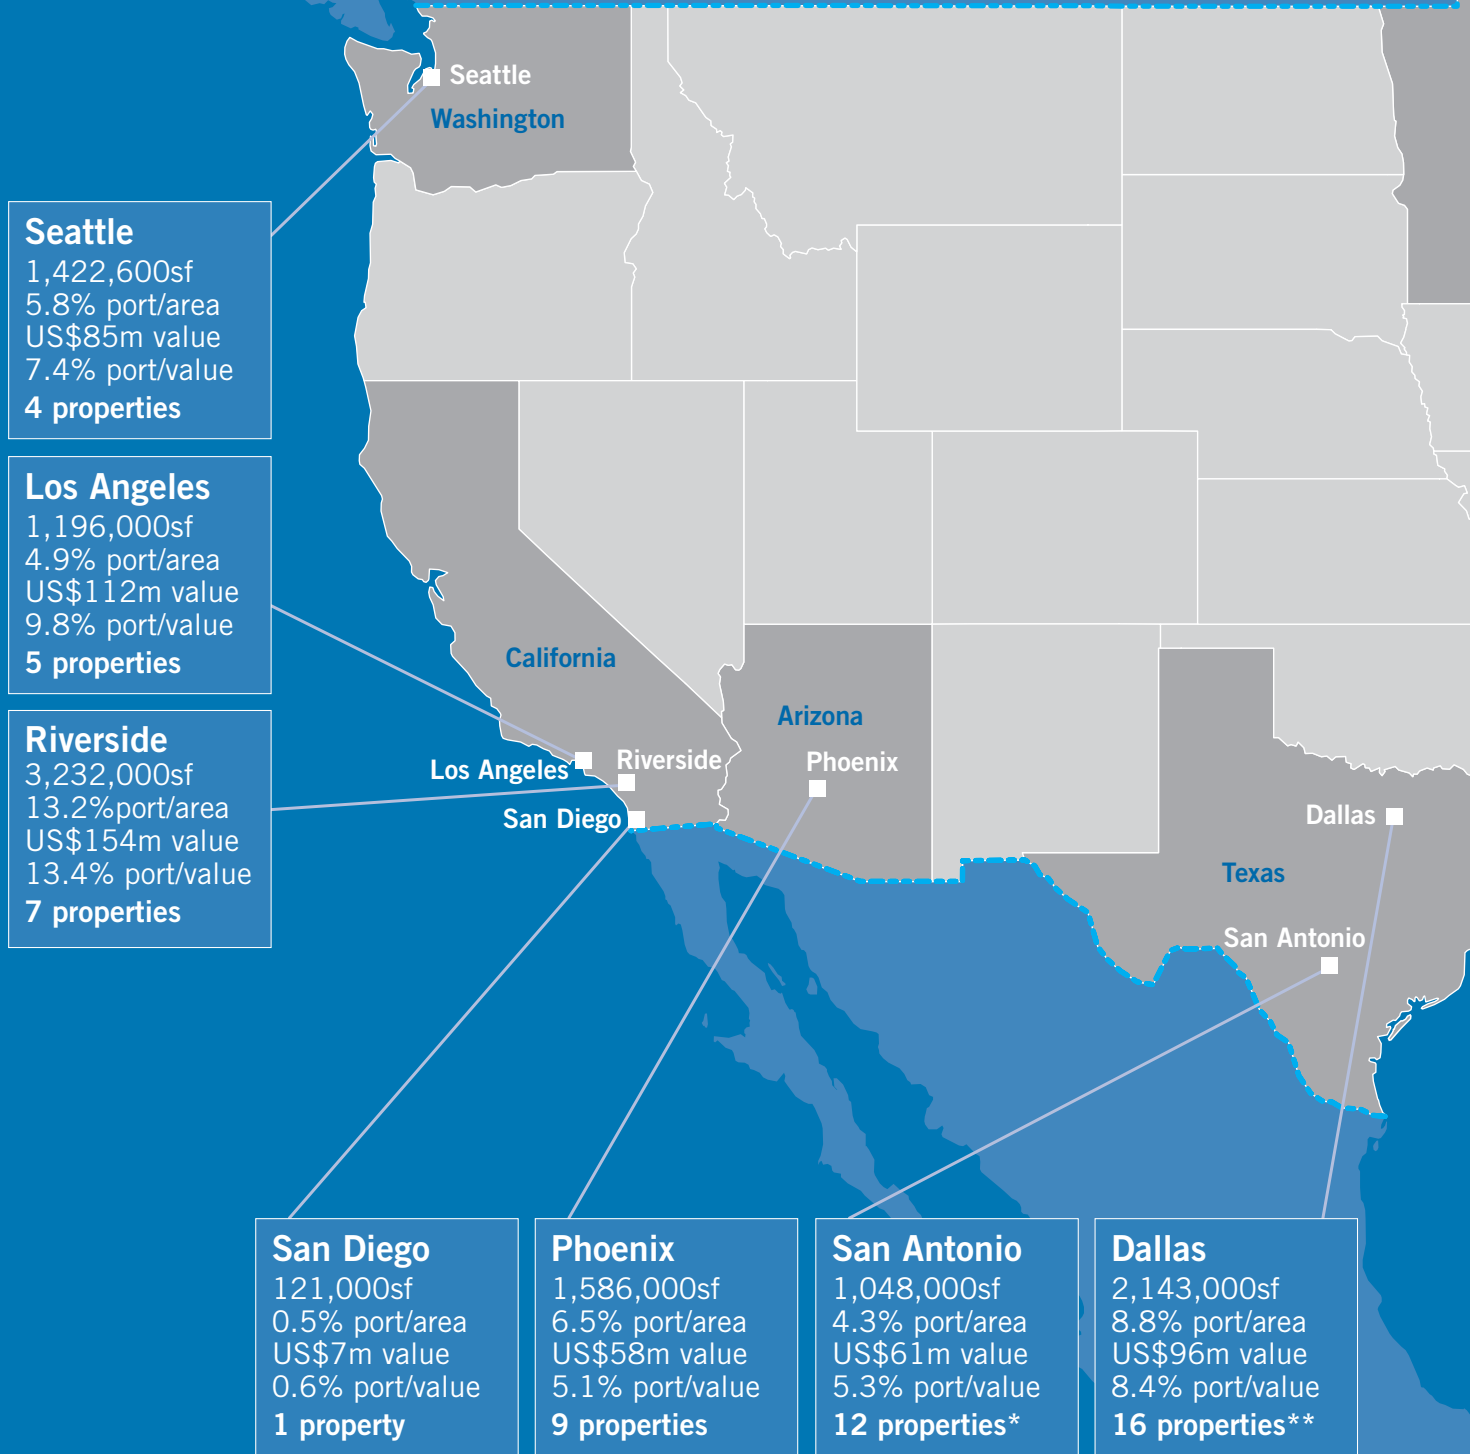 Seattle
Washington
Seattle
1,422,600sf
5.8% port/area
US$85m value
7.4% port/value
4 properties
Los Angeles
1,196,000sf
4.9% port/area
US$112m value
9.8% port/value
5 properties
California
Arizona
Riverside
3,232,000sf
13.2%port/area
US$154m value
13.4% port/value
7 properties
Los Angeles
Riverside
Phoenix
San Diego
Dallas
Texas
San Antonio
San Diego
121,000sf
0.5% port/area
US$7m value
0.6% port/value
1 property
Phoenix
1,586,000sf
6.5% port/area
US$58m value
5.1% port/value
9 properties
San Antonio
1,048,000sf
4.3% port/area
US$61m value
5.3% port/value
12 properties*
Dallas
2,143,000sf
8.8% port/area
US$96m value
8.4% port/value
16 properties**